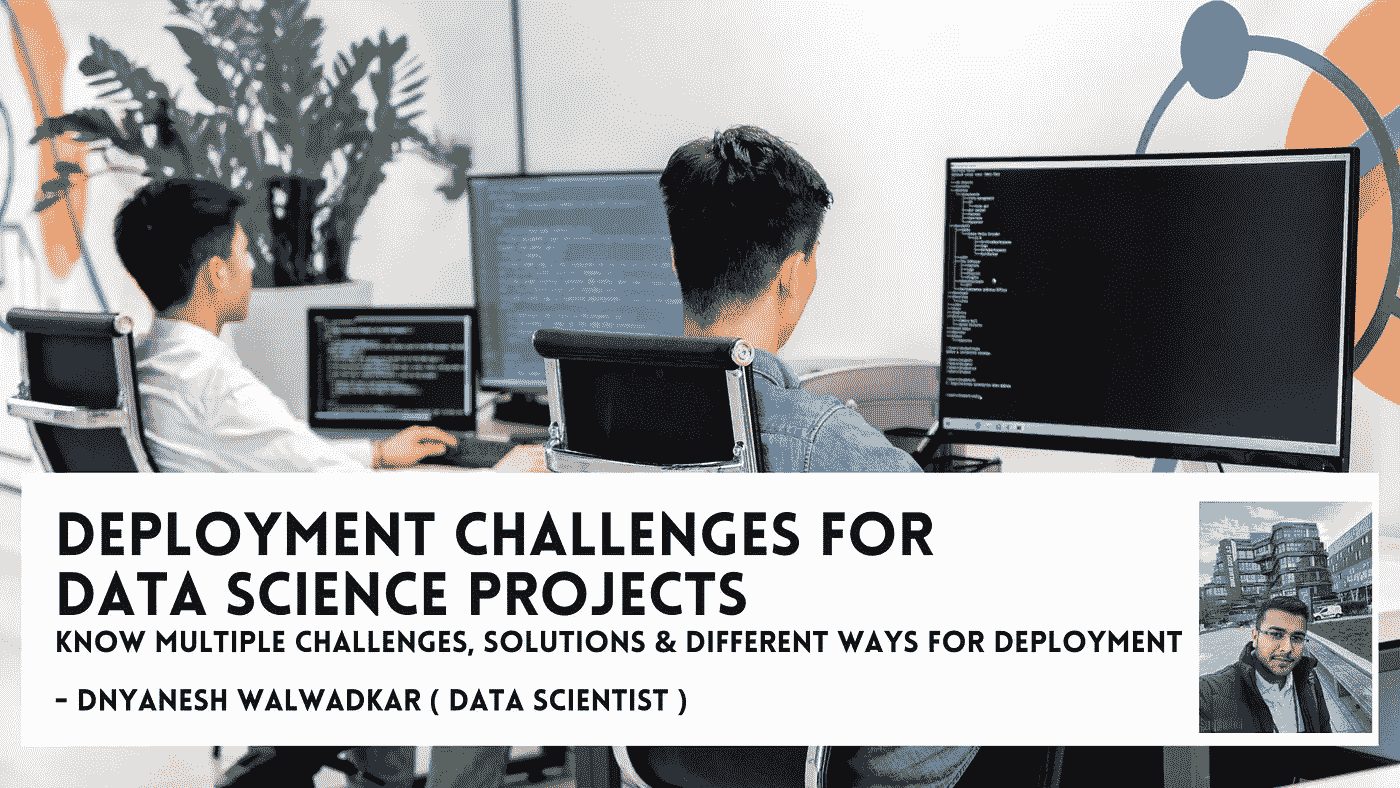 DEPLOYMENT CHALLENGES FOR
DATA SCIENCE PROJECTS
KNOW MULTIPLE CHALLENGES, SOLUTIONS & DIFFERENT WAYS FOR DEPLOYMENT
- DNYANESH WALWADKAR ( DATA SCIENTIST )